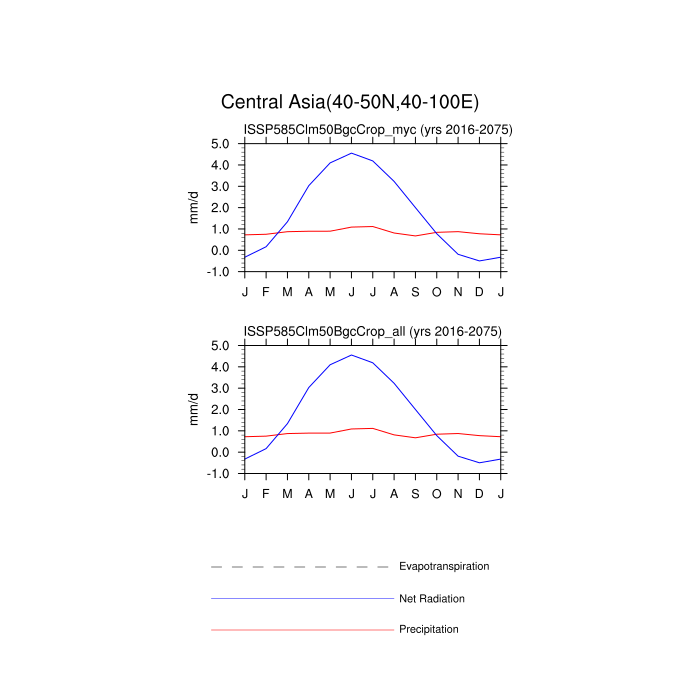 Central Asia(40-50N,40-100E)
ISSP585Clm50BgcCrop_myc (yrs 2016-2075)
5.0
4.0
3.0
2.0
1.0
0.0
-1.0
mm/d
J F M A M J J A S O N D J
ISSP585Clm50BgcCrop_all (yrs 2016-2075)
5.0
4.0
3.0
2.0
1.0
0.0
-1.0
mm/d
J F M A M J J A S O N D J
Evapotranspiration
Net Radiation
Precipitation